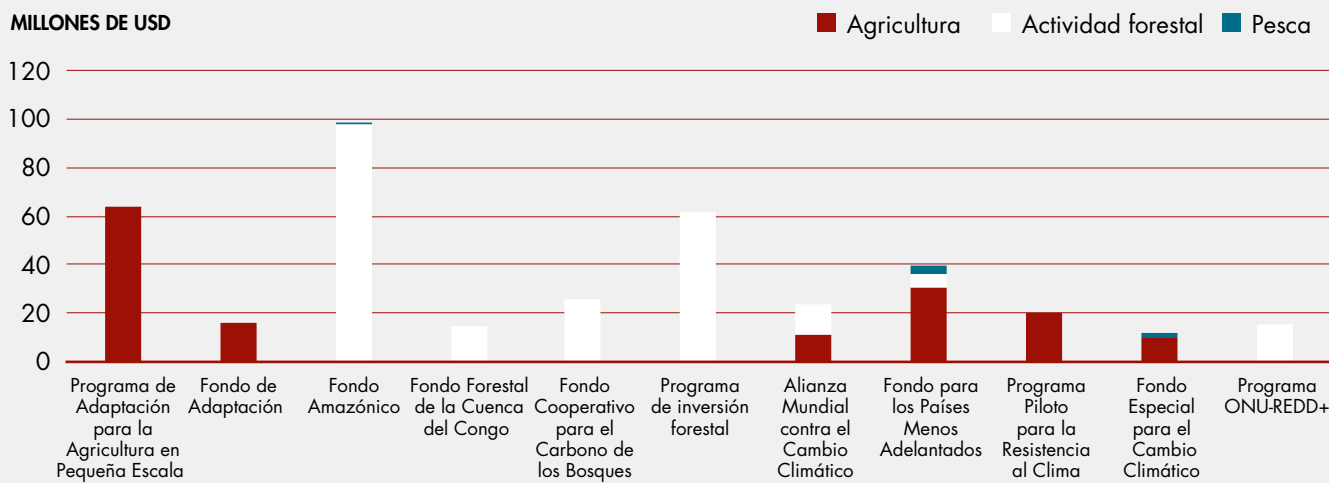 MILLONES DE USD
Agricultura Actividad forestal Pesca
120
100
80
60
40
20
0
Programa de
Adaptación
para la
Agricultura en
Pequeña Escala
Fondo de
Adaptación
Fondo
Amazónico
Fondo Forestal
de la Cuenca
del Congo
Fondo
Cooperativo
para el
Carbono de
los Bosques
Programa
de inversión
forestal
Alianza
Mundial
contra el
Cambio
Climático
Fondo para
los Países
Menos
Adelantados
Programa
Piloto
para la
Resistencia
al Clima
Fondo
Especial
para el
Cambio
Climático
Programa
ONU-REDD+